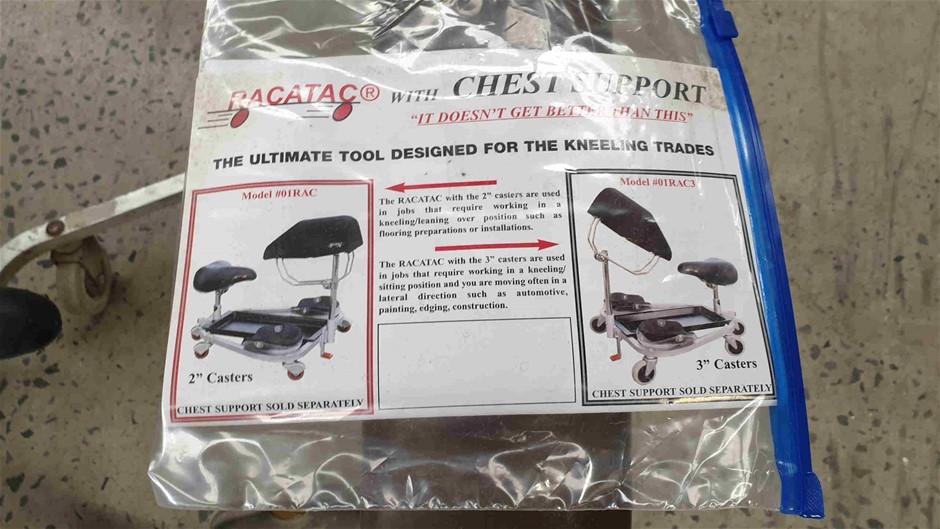 RACATAC® WITH CHEST SUPPORT
"IT DOESN'T GET BETTER THAN THIS"
THE ULTIMATE TOOL DESIGNED FOR THE KNEELING TRADES
Model #01RAC
2" Casters
CHEST SUPPORT SOLD SEPARATELY
The RACATAC with the 2" casters are used
in jobs that require working in a
kneeling/leaning over position such as
flooring preparations or installations.
The RACATAC with the 3" casters are used
in jobs that require working in a kneeling/
sitting position and you are moving often in a
lateral direction such as automotive,
painting, edging, construction.
Model #01RAC3
3" Casters
CHEST SUPPORT SOLD SEPARATELY